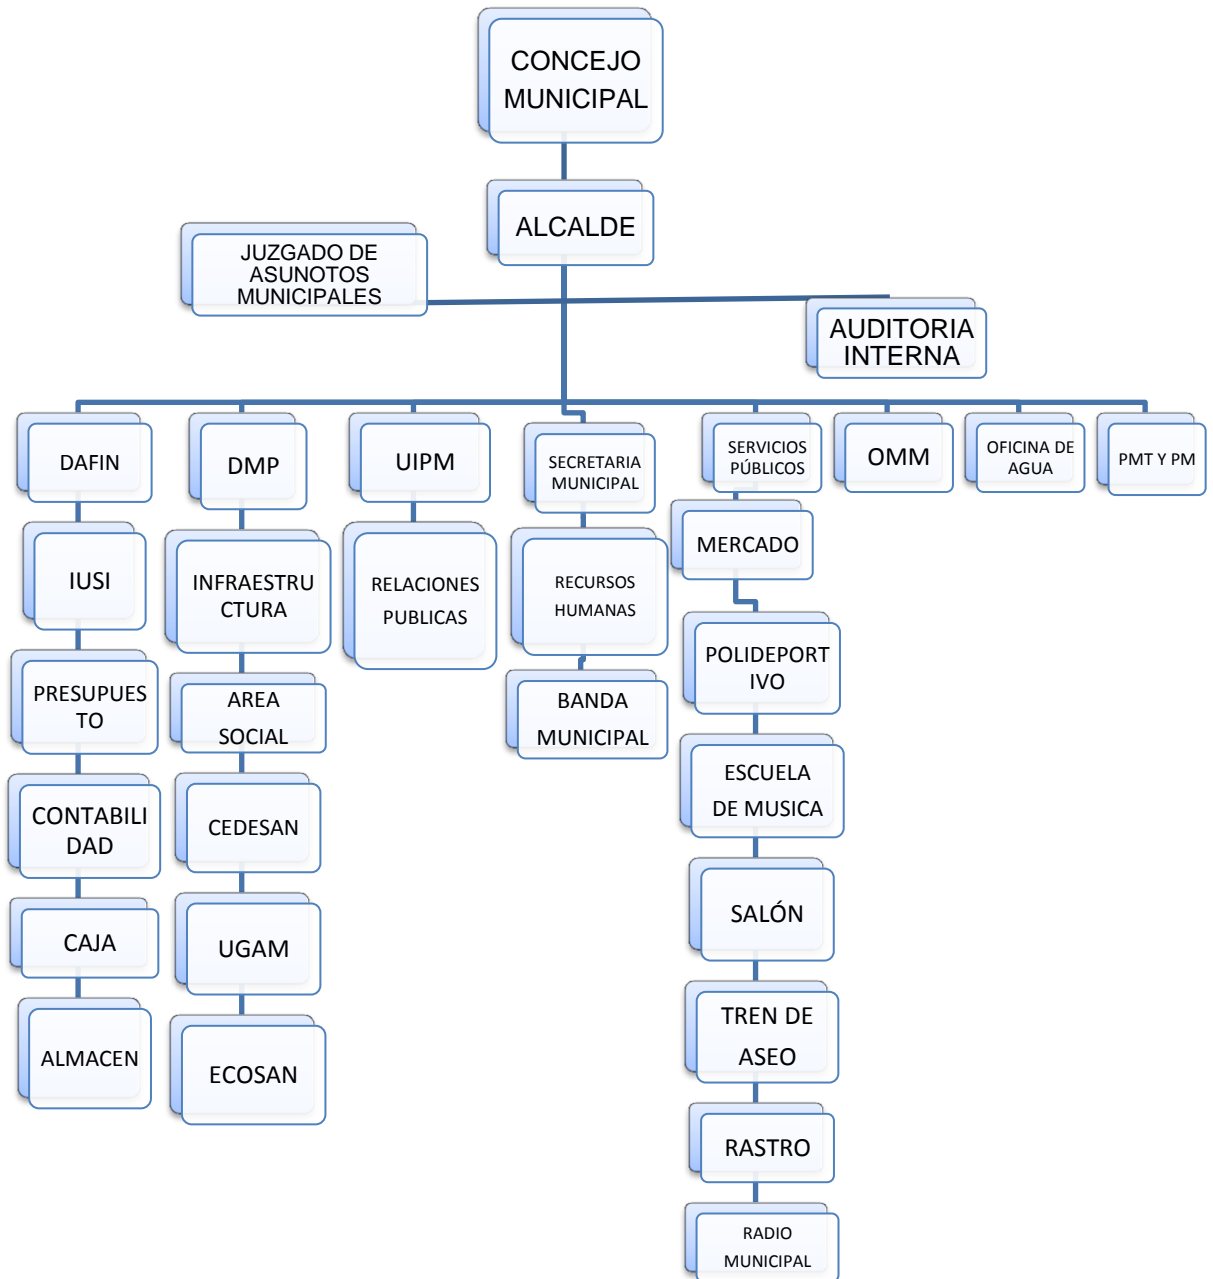 CONCEJO
MUNICIPAL
ALCALDE
JUZGADO DE
ASUNOTOS
MUNICIPALES
AUDITORIA
INTERNA
DAFIN
IUSI
PRESUPUE
STO
CONTABILI
DAD
CAJA
ALMACEN
DMP
INFRAESTRU
CTURA
AREA
SOCIAL
CEDESAN
UGAM
ECOSAN
UIPM
RELACIONES
PUBLICAS
SECRETARIA
MUNICIPAL
RECURSOS
HUMANAS
BANDA
MUNICIPAL
SERVICIOS
PÚBLICOS
MERCADO
POLIDEPORT
IVO
ESCUELA
DE MUSICA
SALÓN
TREN DE
ASEO
RASTRO
RADIO
MUNICIPAL
OMM
OFICINA DE
AGUA
PMT Y PM